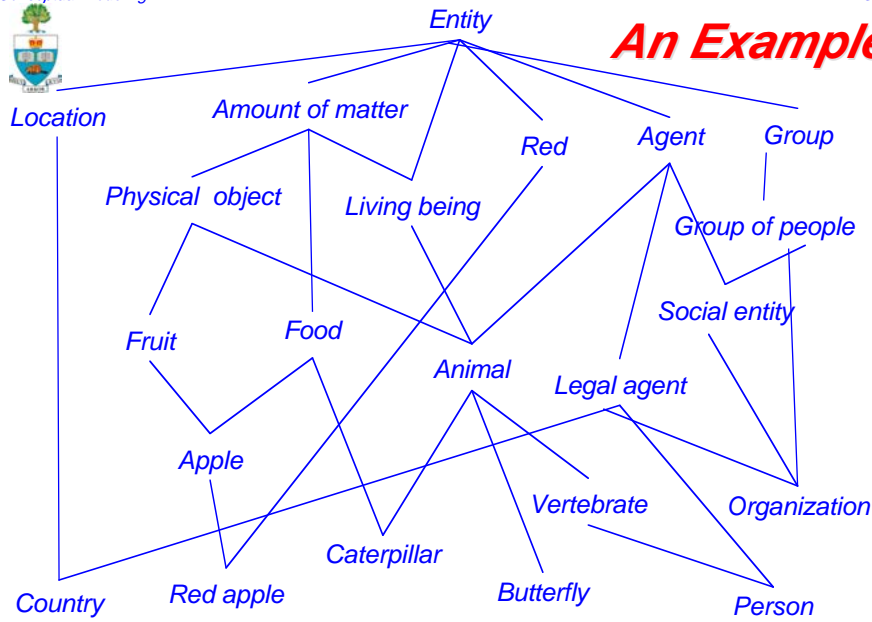 Entity
An Example
Location
Amount of matter
Red
Agent
Group
Physical object
Living being
Group of people
Fruit
Food
Social entity
Animal
Legal agent
Apple
Vertebrate
Organization
Caterpillar
Country
Red apple
Butterfly
Person